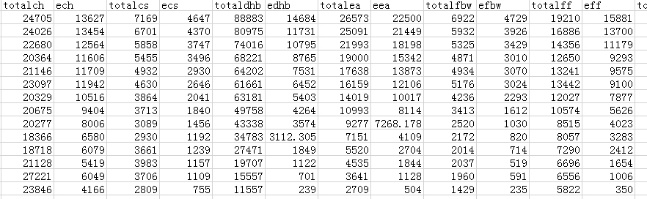 totalch ech totalcs ecs totaldhb edhb totalea eea totalfbw efbw totalff eff to
24705 13627 7169 4647 88883 14684 26573 22500 6922 4729 19210 15881
24026 13454 6701 4370 80975 11731 25091 21449 5932 3926 16886 13700
22680 12564 5858 3747 74016 10795 21993 18198 5325 3429 14356 11179
20364 11606 5455 3496 68221 8765 19000 15342 4871 3010 12650 9293
21146 11709 4932 2930 64202 7531 17638 13873 4934 3070 13241 9575
23097 11942 4630 2646 61661 6452 16159 12106 5176 3024 13442 9100
20329 10516 3864 2041 63181 5403 14019 10017 4236 2293 12027 7877
20675 9404 3713 1840 49758 4264 10993 8114 3413 1612 10574 5626
20277 8006 3089 1456 43338 3574 9277 7268.178 2520 1030 8515 4023
18366 6580 2930 1192 34783 3112.305 7151 4109 2172 820 8057 3283
18718 6079 3661 1239 27471 1849 5520 2704 2014 714 7290 2412
21128 5419 3983 1157 19707 1122 4535 1844 2037 519 6696 1654
27221 6049 3706 1109 15557 701 3641 1128 1960 591 6556 1006
23846 4166 2809 755 11557 239 2709 504 1429 235 5822 350